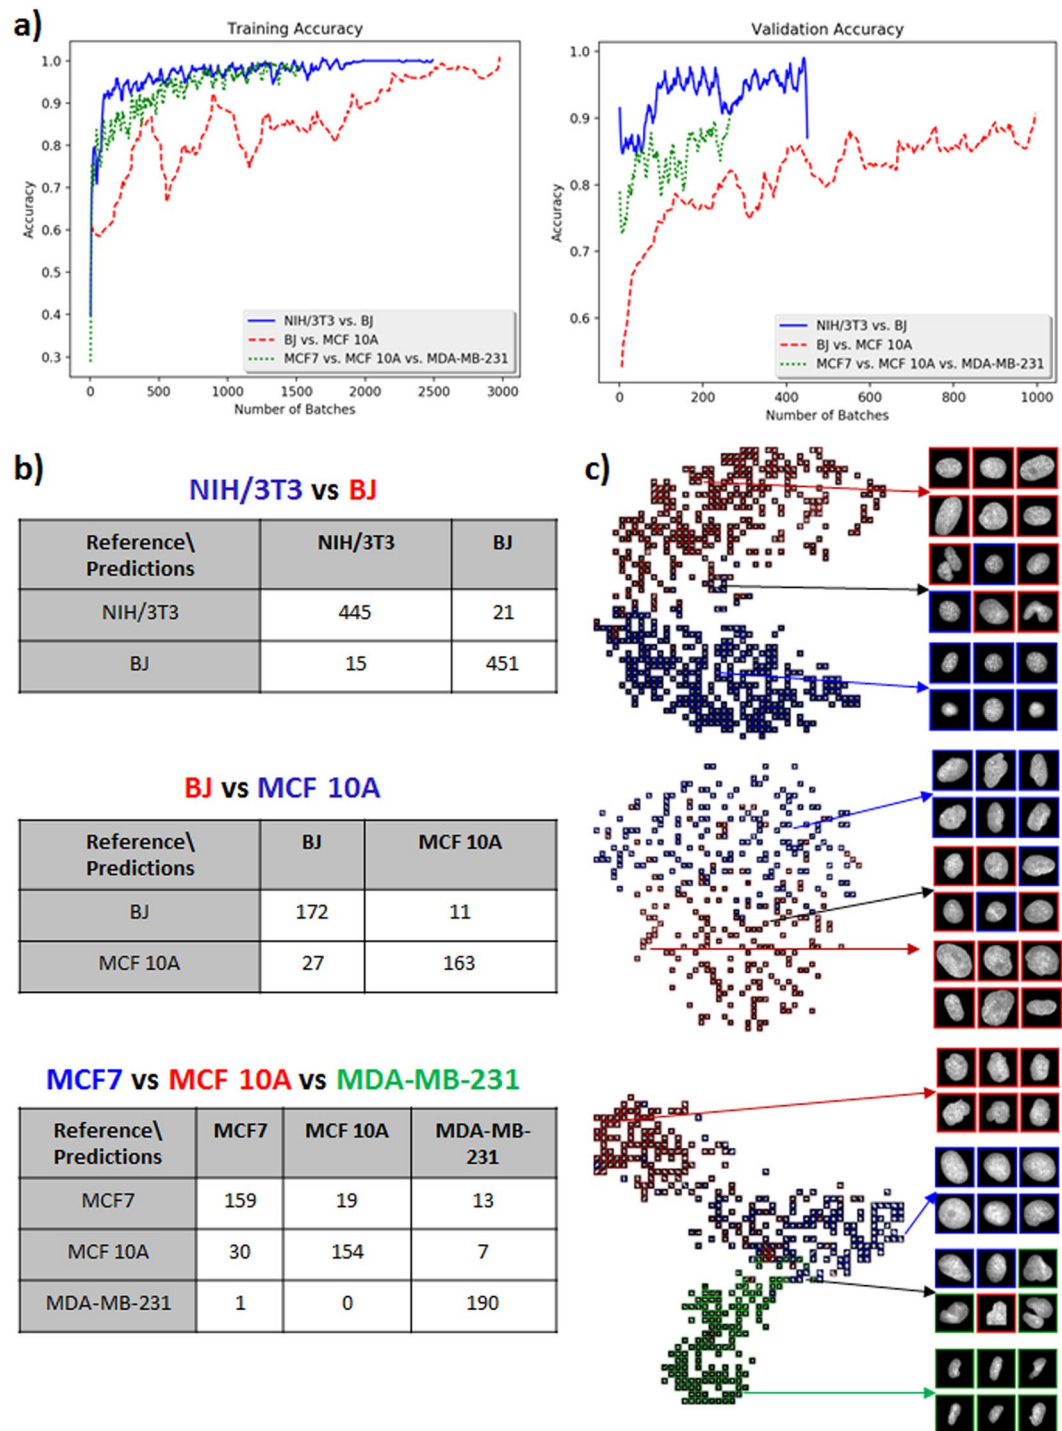 a)
Training Accuracy
1.0
0.9
0.8
0.7
0.6
0.5
0.4
0.3
Accuracy
0 500 1000 1500 2000 2500 3000
Number of Batches
NIH/3T3 vs. BJ
BJ vs. MCF 10A
MCF7 vs. MCF 10A vs. MDA-MB-231
Validation Accuracy
1.0
0.9
0.8
0.7
0.6
Accuracy
0 200 400 600 800 1000
Number of Batches
NIH/3T3 vs. BJ
BJ vs. MCF 10A
MCF7 vs. MCF 10A vs. MDA-MB-231
b)
NIH/3T3 vs BJ
Reference\ NIH/3T3 BJ
Predictions
NIH/3T3 445 21
BJ 15 451
BJ vs MCF 10A
Reference\ BJ MCF 10A
Predictions
BJ 172 11
MCF 10A 27 163
MCF7 vs MCF 10A vs MDA-MB-231
Reference\ MCF7 MCF 10A MDA-MB-
Predictions 231
MCF7 159 19 13
MCF 10A 30 154 7
MDA-MB-231 1 0 190
c)